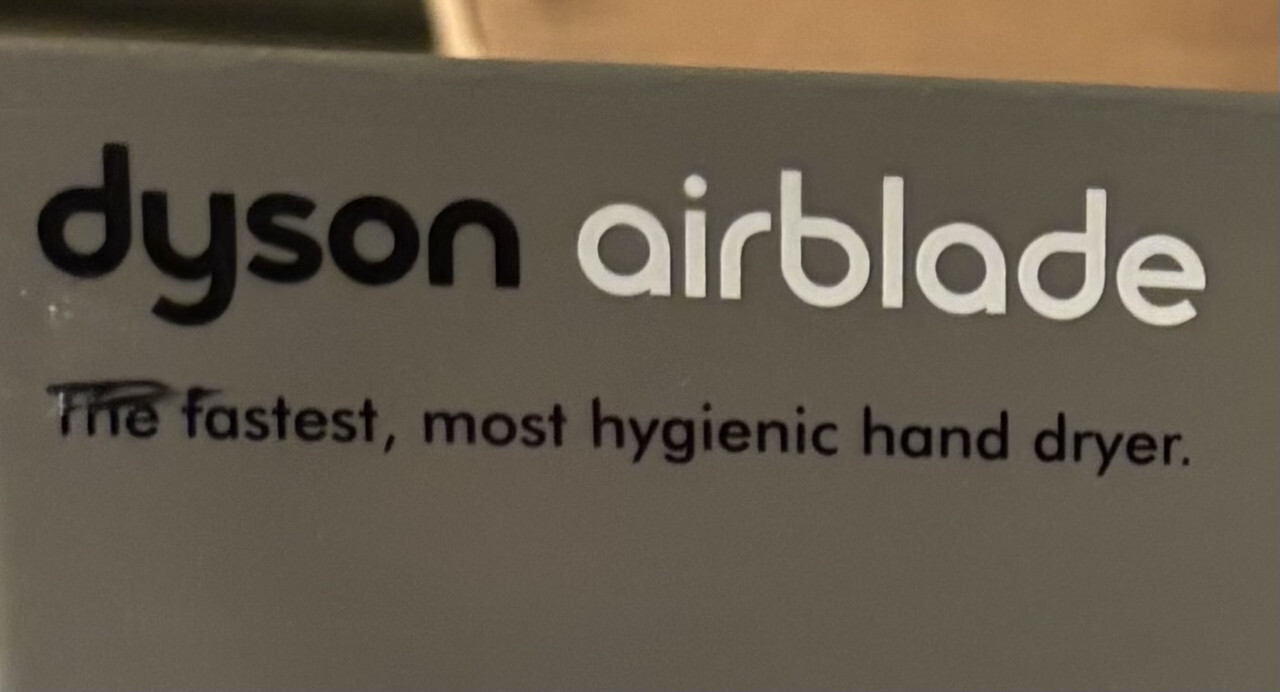 dyson airblade
The fastest, most hygienic hand dryer.